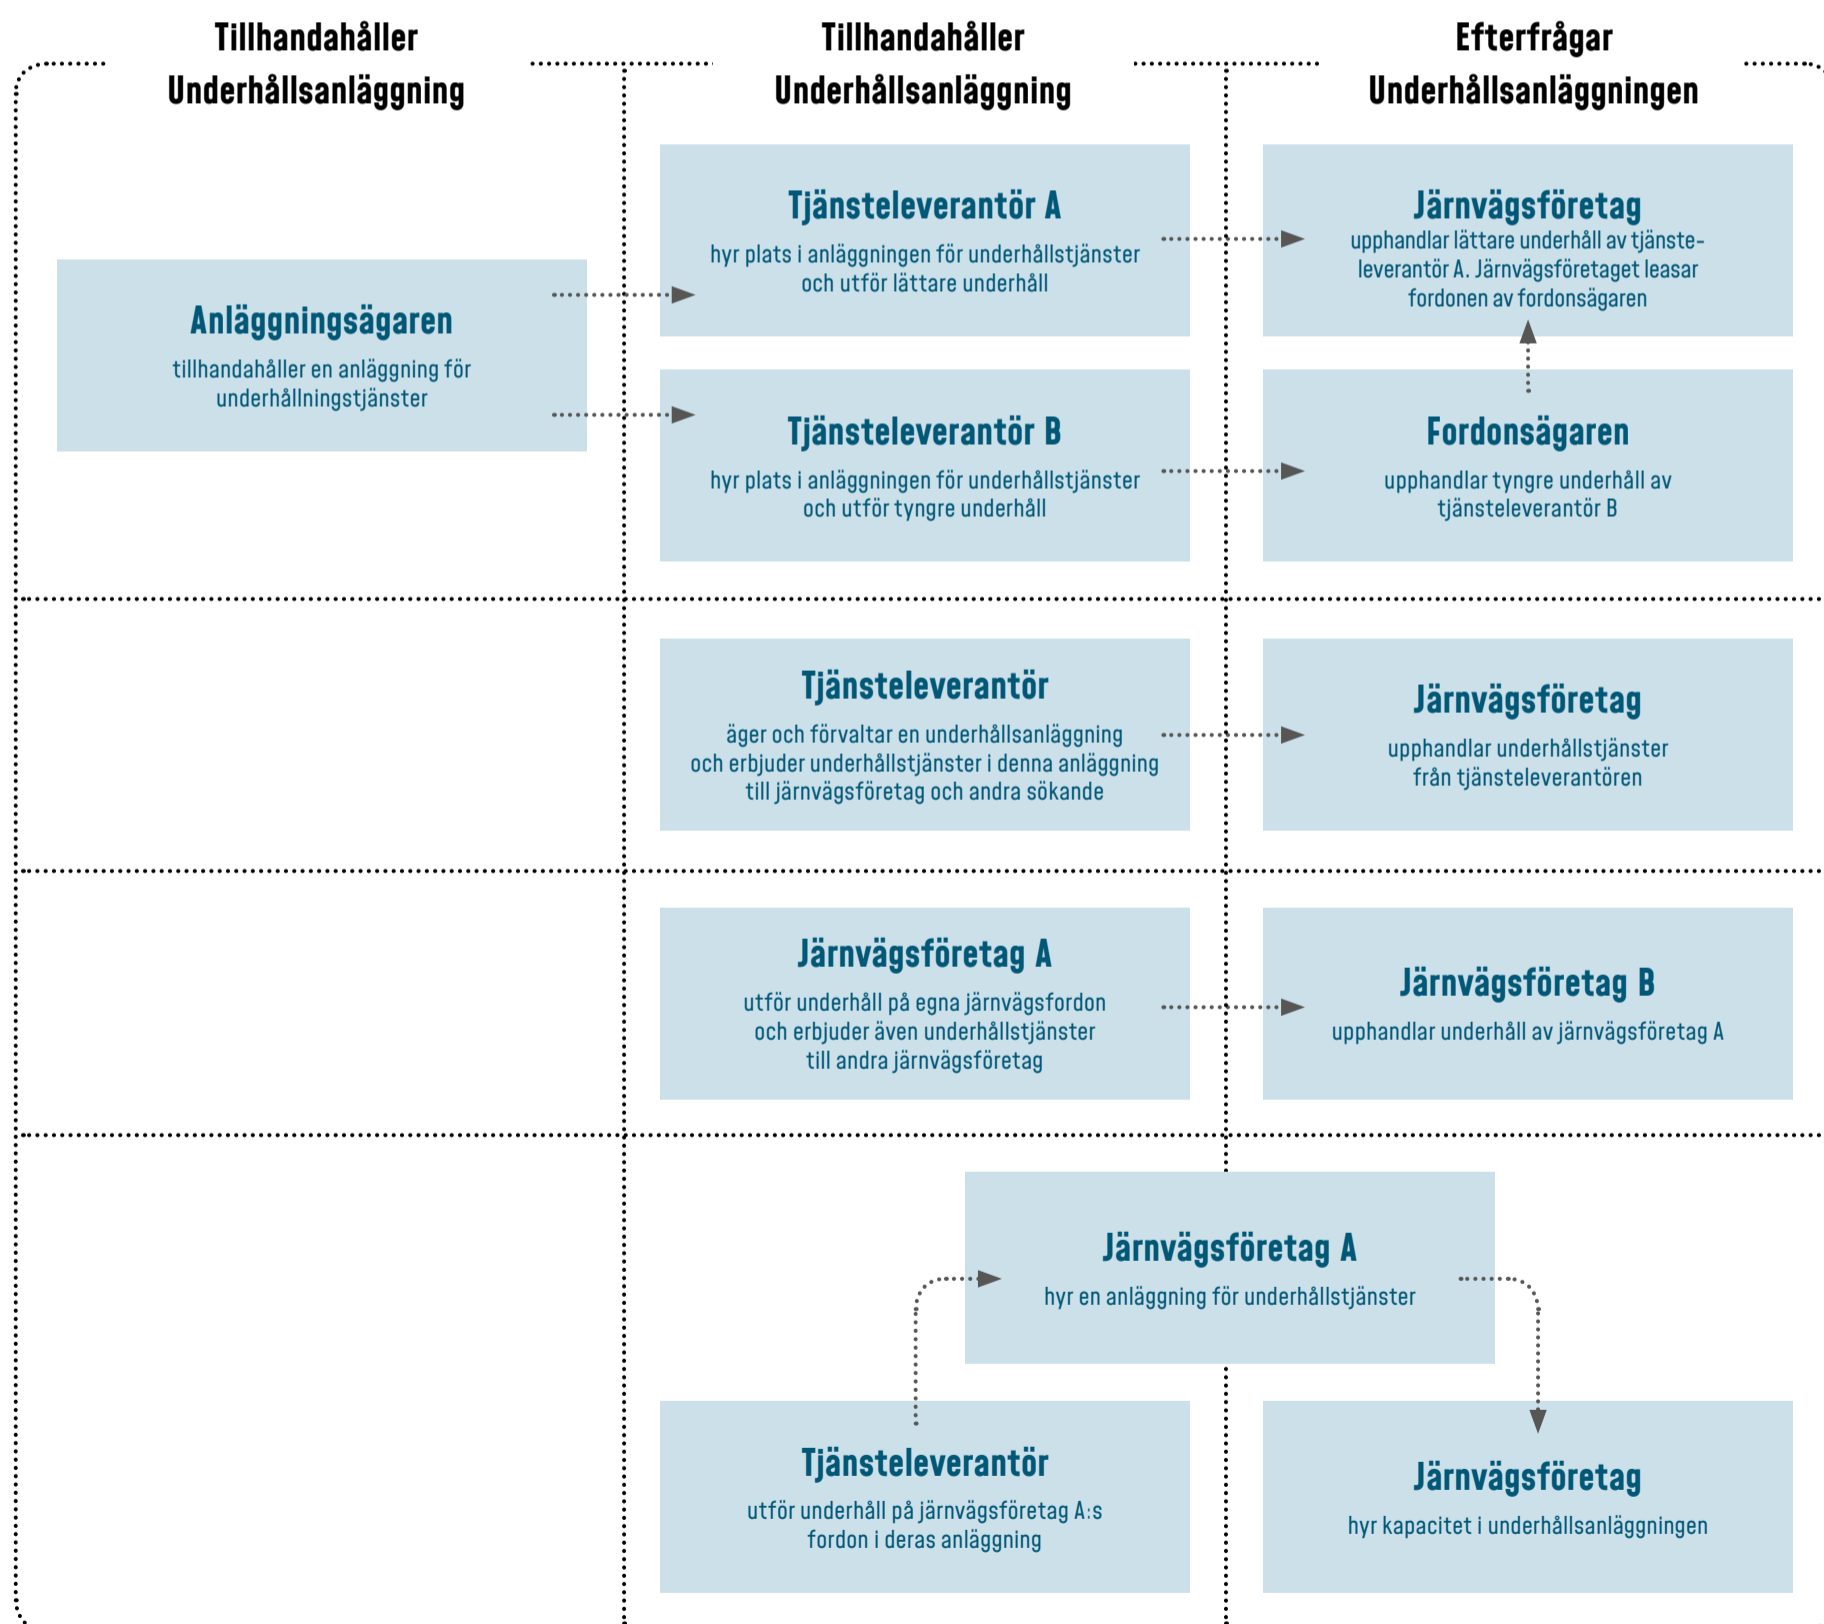 Tillhandahåller
Underhållsanläggning
Tillhandahåller
Underhållsanläggning
Efterfrågar
Underhållsanläggningen
Anläggningsägaren
tillhandahåller en anläggning för
underhållningstjänster
Tjänsteleverantör A
hyr plats i anläggningen för underhållstjänster
och utför lättare underhåll
Järnvägsföretag
upphandlar lättare underhåll av tjänste-
leverantör A. Järnvägsföretaget leasar
fordonen av fordonsägaren
Tjänsteleverantör B
hyr plats i anläggningen för underhållstjänster
och utför tyngre underhåll
Fordonsägaren
upphandlar tyngre underhåll av
tjänsteleverantör B
Tjänsteleverantör
äger och förvaltar en underhållsanläggning
och erbjuder underhållstjänster i denna anläggning
till järnvägsföretag och andra sökande
Järnvägsföretag
upphandlar underhållstjänster
från tjänsteleverantören
Järnvägsföretag A
utför underhåll på egna järnvägsfordon
och erbjuder även underhållstjänster
till andra järnvägsföretag
Järnvägsföretag B
upphandlar underhåll av järnvägsföretag A
Järnvägsföretag A
hyr en anläggning för underhållstjänster
Tjänsteleverantör
utför underhåll på järnvägsföretag A:s
fordon i deras anläggning
Järnvägsföretag
hyr kapacitet i underhållsanläggningen